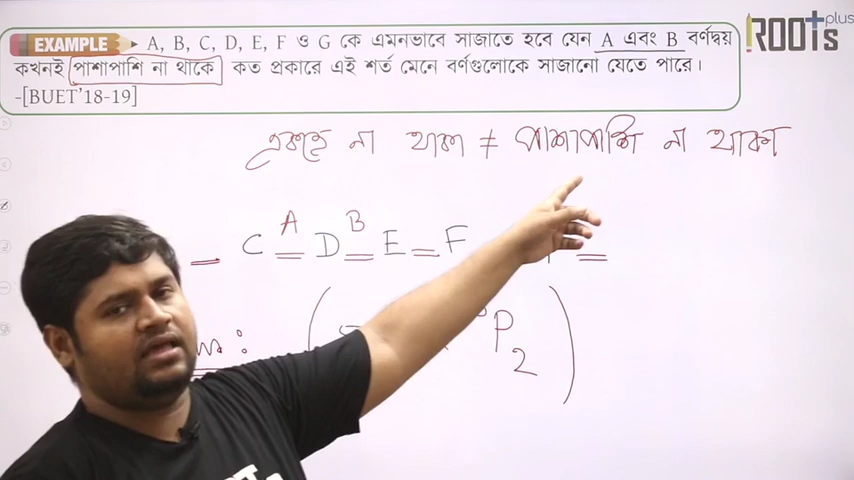 EXAMPLE A, B, C, D, E, F ও G কে এমনভাবে সাজাতে হবে যেন A এবং B বর্ণদ্বয়
কখনই পাশাপাশি না থাকে কত প্রকারে এই শর্ত মেনে বর্ণগুলোকে সাজানো যেতে পারে।
-[BUET'18-19]
ROOTs plus
একত্রে না থাকা ≠ পাশাপাশি না থাকা
_ C A D B E _ F _
( P 2 )